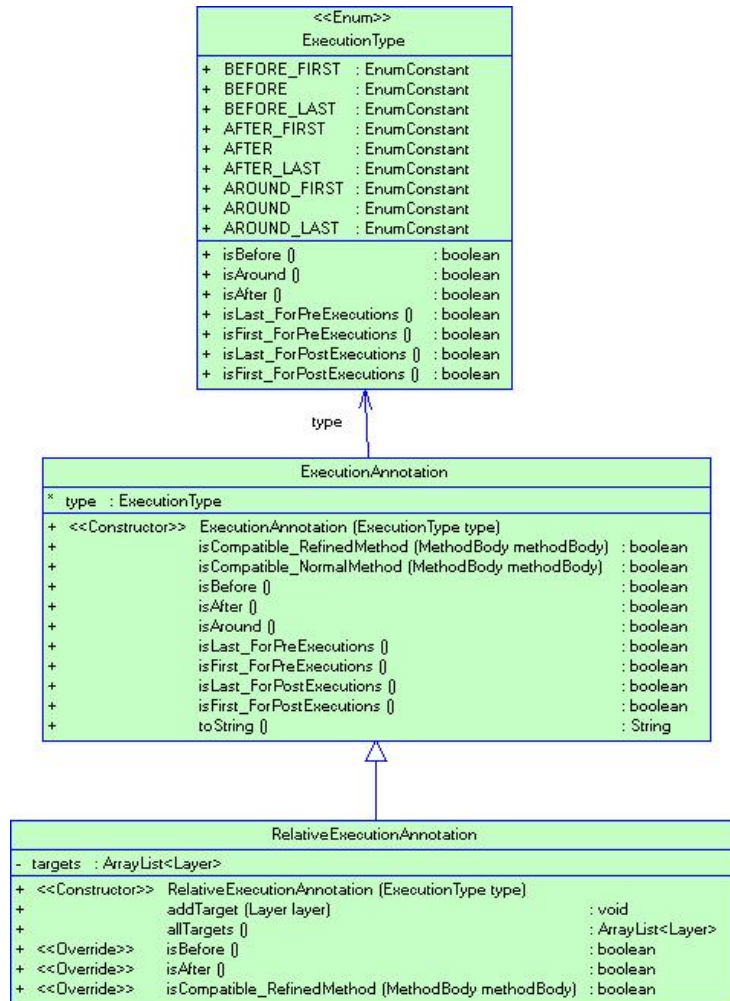 <<Enum>>
ExecutionType
+ BEFORE_FIRST : EnumConstant
+ BEFORE : EnumConstant
+ BEFORE_LAST : EnumConstant
+ AFTER_FIRST : EnumConstant
+ AFTER : EnumConstant
+ AFTER_LAST : EnumConstant
+ AROUND_FIRST : EnumConstant
+ AROUND : EnumConstant
+ AROUND_LAST : EnumConstant
+ isBefore () : boolean
+ isAround () : boolean
+ isAfter () : boolean
+ isLast_ForPreExecutions () : boolean
+ isFirst_ForPreExecutions () : boolean
+ isLast_ForPostExecutions () : boolean
+ isFirst_ForPostExecutions () : boolean
type
ExecutionAnnotation
* type : ExecutionType
+ <<Constructor>> ExecutionAnnotation (ExecutionType type)
+ isCompatible_RefinedMethod (MethodBody methodBody) : boolean
+ isCompatible_NormalMethod (MethodBody methodBody) : boolean
+ isBefore () : boolean
+ isAfter () : boolean
+ isAround () : boolean
+ isLast_ForPreExecutions () : boolean
+ isFirst_ForPreExecutions () : boolean
+ isLast_ForPostExecutions () : boolean
+ isFirst_ForPostExecutions () : boolean
+ toString () : String
RelativeExecutionAnnotation
- targets : ArrayList<Layer>
+ <<Constructor>> RelativeExecutionAnnotation (ExecutionType type)
+ addTarget (Layer layer) : void
+ allTargets () : ArrayList<Layer>
+ <<Override>> isBefore () : boolean
+ <<Override>> isAfter () : boolean
+ <<Override>> isCompatible_RefinedMethod (MethodBody methodBody) : boolean